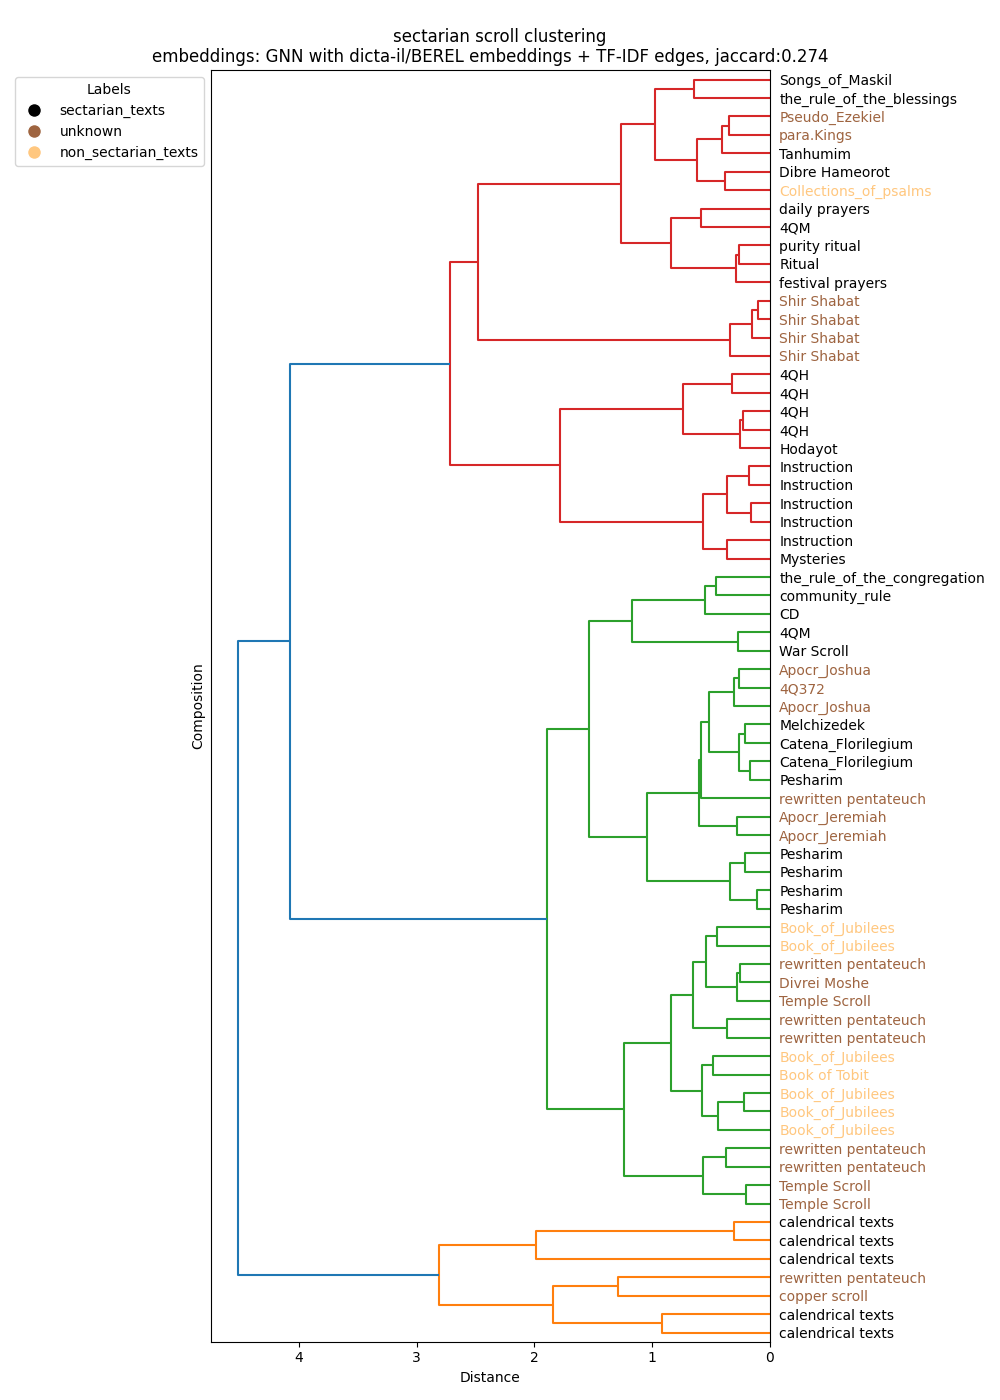 sectarian scroll clustering
embeddings: GNN with dicta-il/BEREL embeddings + TF-IDF edges, jaccard:0.274
Labels
sectarian_texts
unknown
non_sectarian_texts
Songs_of_Maskil
the_rule_of_the_blessings
Pseudo_Ezekiel
para.Kings
Tanhumim
Dibre Hameorot
Collections_of_psalms
daily prayers
4QM
purity ritual
Ritual
festival prayers
Shir Shabat
Shir Shabat
Shir Shabat
Shir Shabat
4QH
4QH
4QH
4QH
Hodayot
Instruction
Instruction
Instruction
Instruction
Instruction
Mysteries
the_rule_of_the_congregation
community_rule
CD
4QM
War Scroll
Apocr_Joshua
4Q372
Apocr_Joshua
Melchizedek
Catena_Florilegium
Catena_Florilegium
Pesharim
rewritten pentateuch
Apocr_Jeremiah
Apocr_Jeremiah
Pesharim
Pesharim
Pesharim
Pesharim
Book_of_Jubilees
Book_of_Jubilees
rewritten pentateuch
Divrei Moshe
Temple Scroll
rewritten pentateuch
rewritten pentateuch
Book_of_Jubilees
Book of Tobit
Book_of_Jubilees
Book_of_Jubilees
Book_of_Jubilees
rewritten pentateuch
rewritten pentateuch
Temple Scroll
Temple Scroll
calendrical texts
calendrical texts
calendrical texts
rewritten pentateuch
copper scroll
calendrical texts
calendrical texts
Composition
4 3 2 1 0
Distance